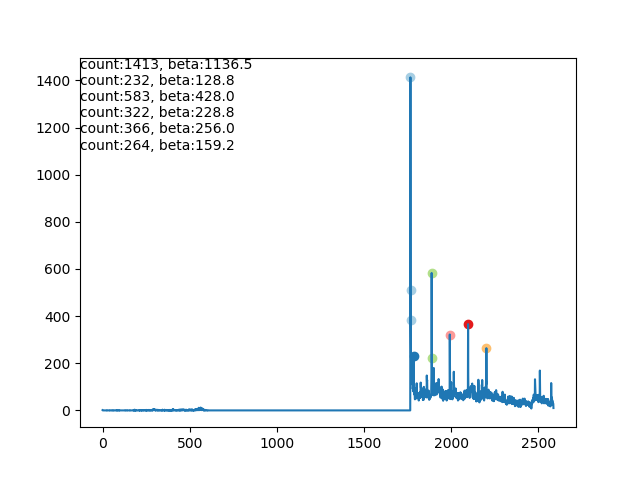 count:1413, beta:1136.5
count:232, beta:128.8
count:583, beta:428.0
count:322, beta:228.8
count:366, beta:256.0
count:264, beta:159.2
1400
1200
1000
800
600
400
200
0
0 500 1000 1500 2000 2500